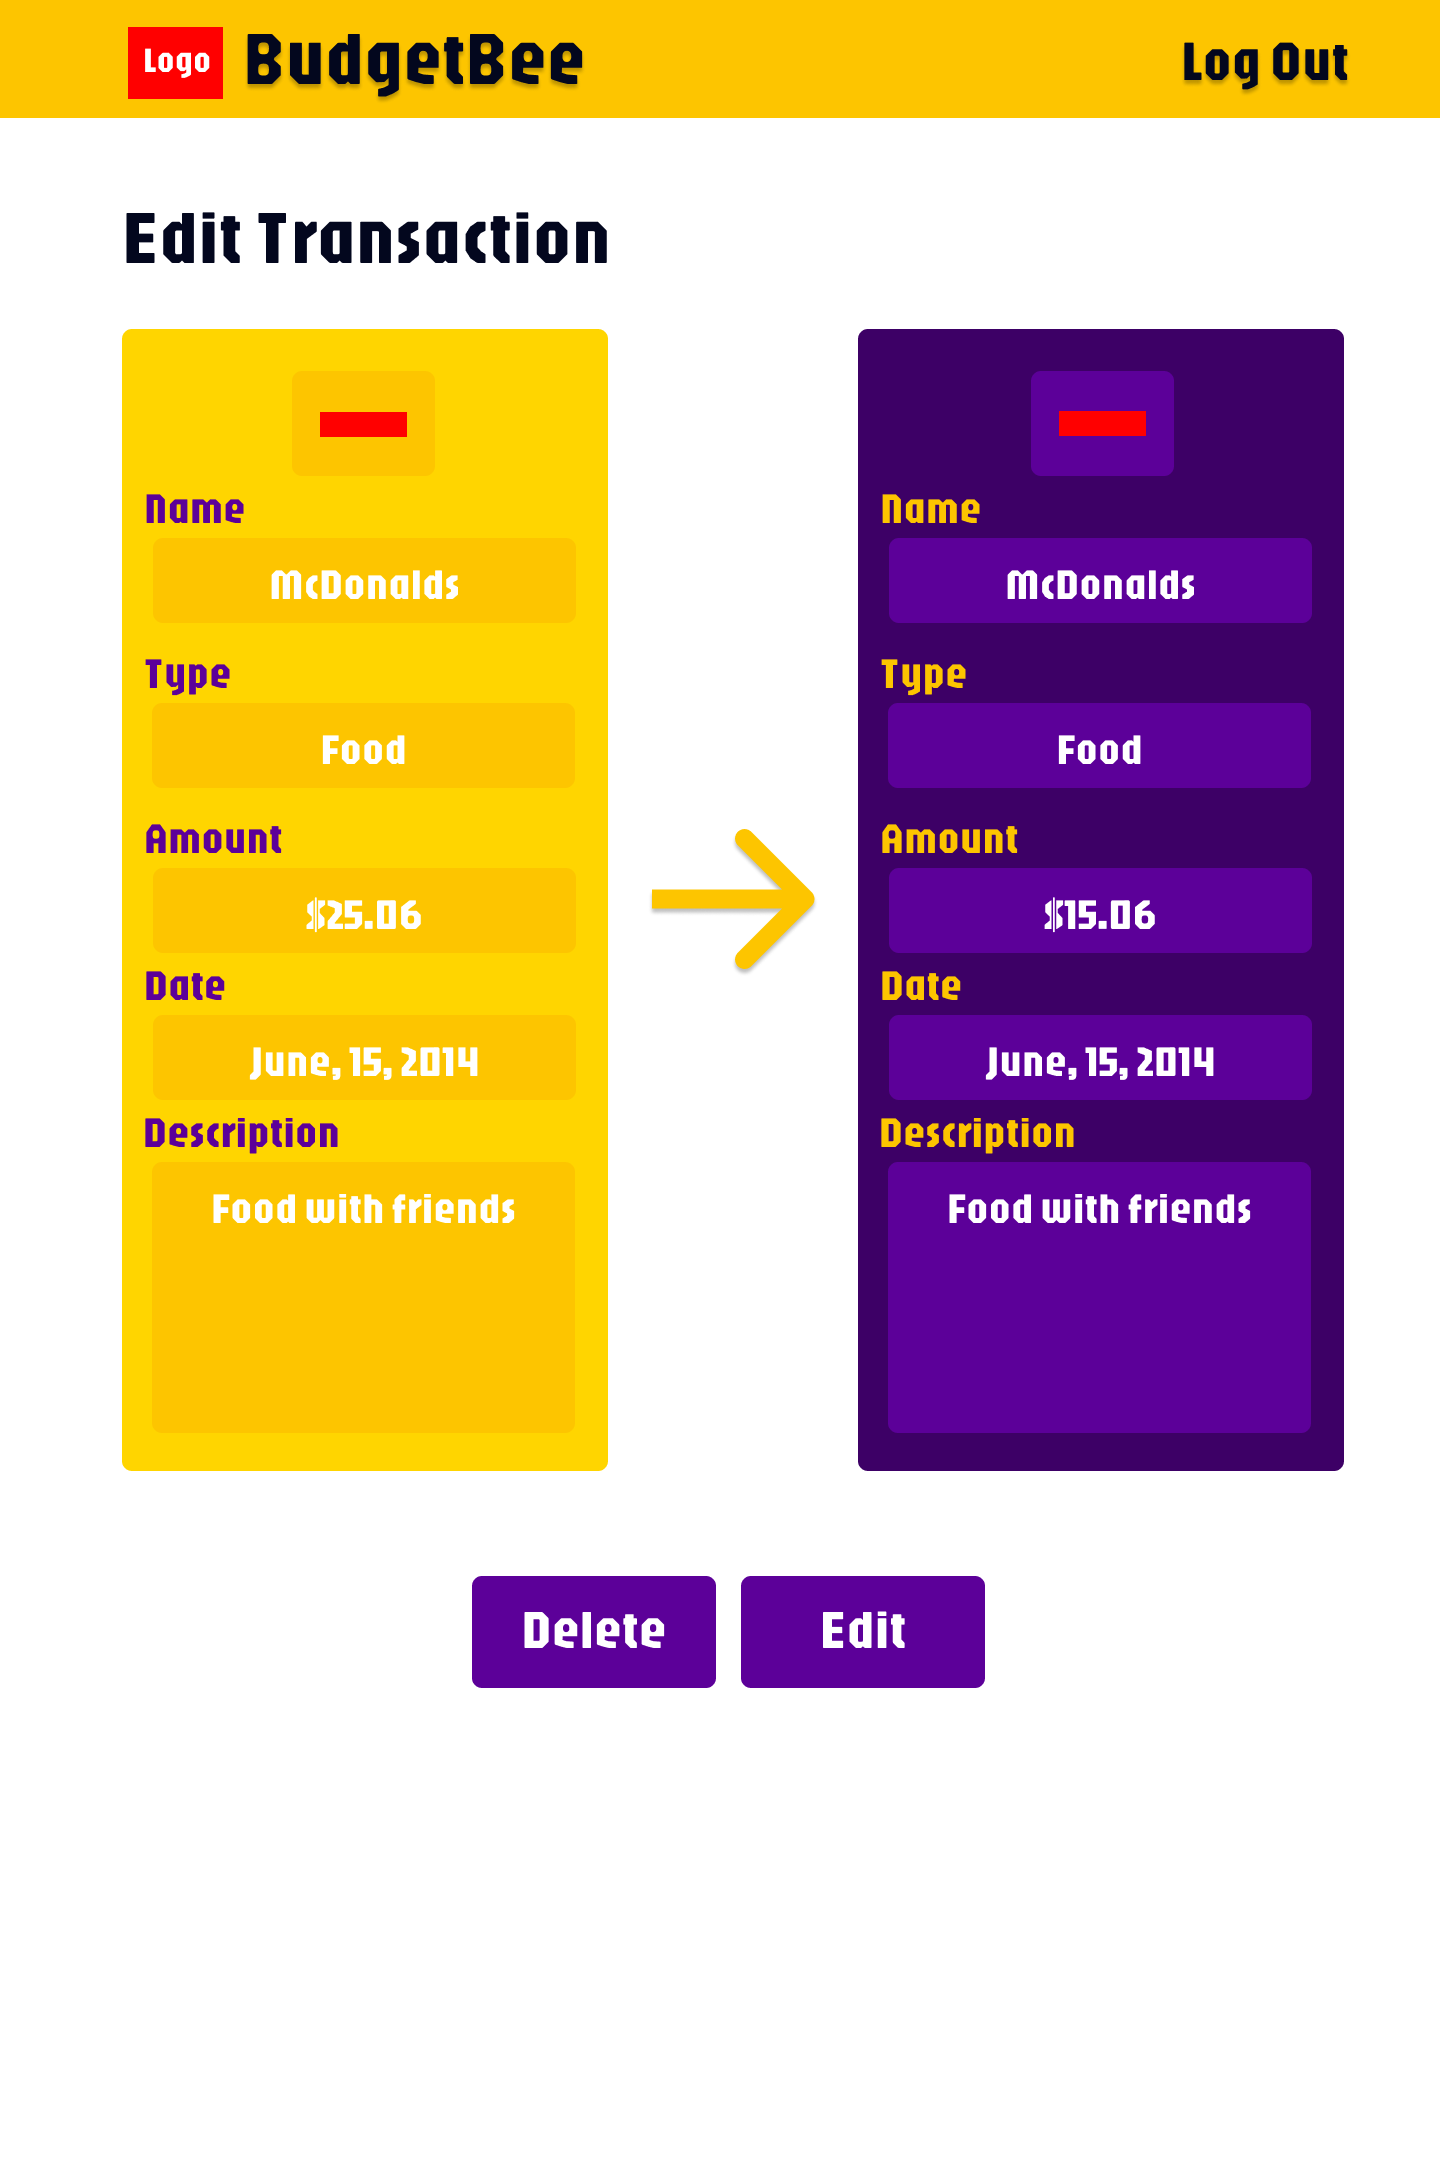 Logo
BudgetBee
Log Out
Edit Transaction
Name
McDonalds
Type
Food
Amount
$25.06
Date
June, 15, 2014
Description
Food with friends
Name
McDonalds
Type
Food
Amount
$15.06
Date
June, 15, 2014
Description
Food with friends
Delete
Edit